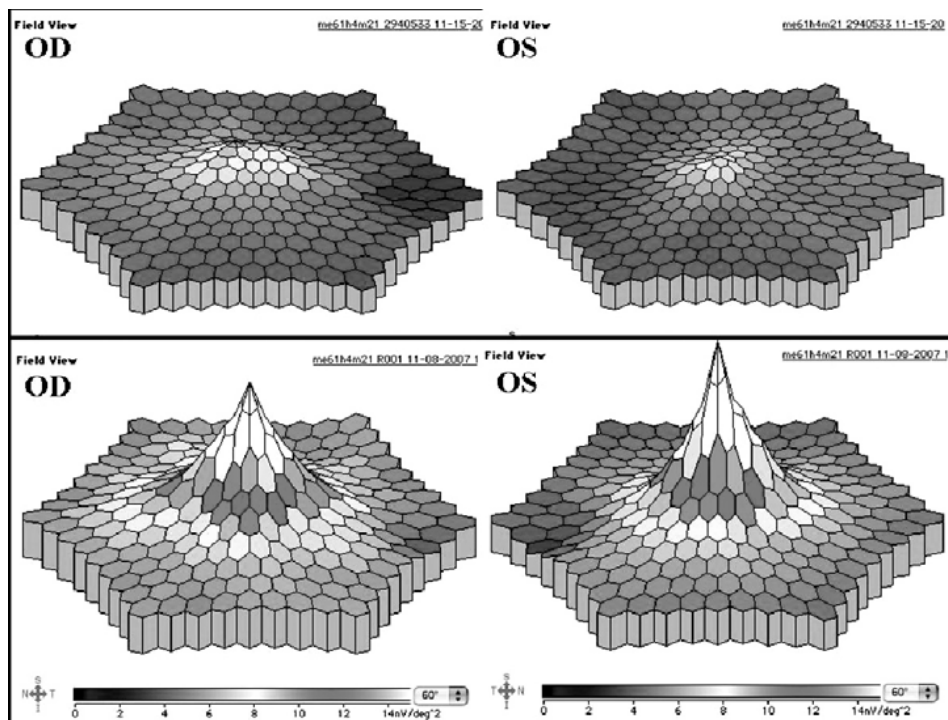 Field View
me61h4m21 2940533 11-15-20
OD
Field View
me61h4m21 2940533 11-15-20
OS
Field View
me61h4m21 R001 11-08-2007 1
OD
Field View
me61h4m21 R001 11-08-2007 1
OS
S
N T
I
0 2 4 6 8 10 12 14nV/deg^2
60°
S
T N
I
0 2 4 6 8 10 12 14nV/deg^2
60°